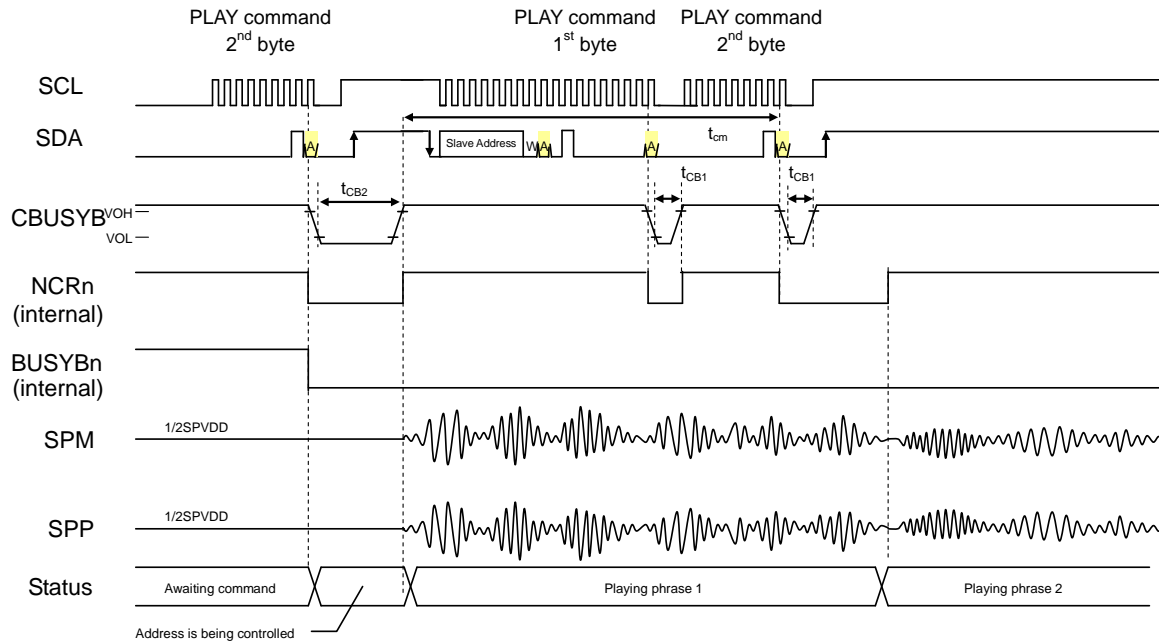 PLAY command
2nd byte
PLAY command
1st byte
PLAY command
2nd byte
SCL
SDA
A
Slave Address
W
A
A
tcm
A
tCB2
tCB1
tCB1
CBUSYB
VOH
VOL
NCRn
(internal)
BUSYBn
(internal)
SPM
1/2SPVDD
SPP
1/2SPVDD
Status
Awaiting command
Playing phrase 1
Playing phrase 2
Address is being controlled